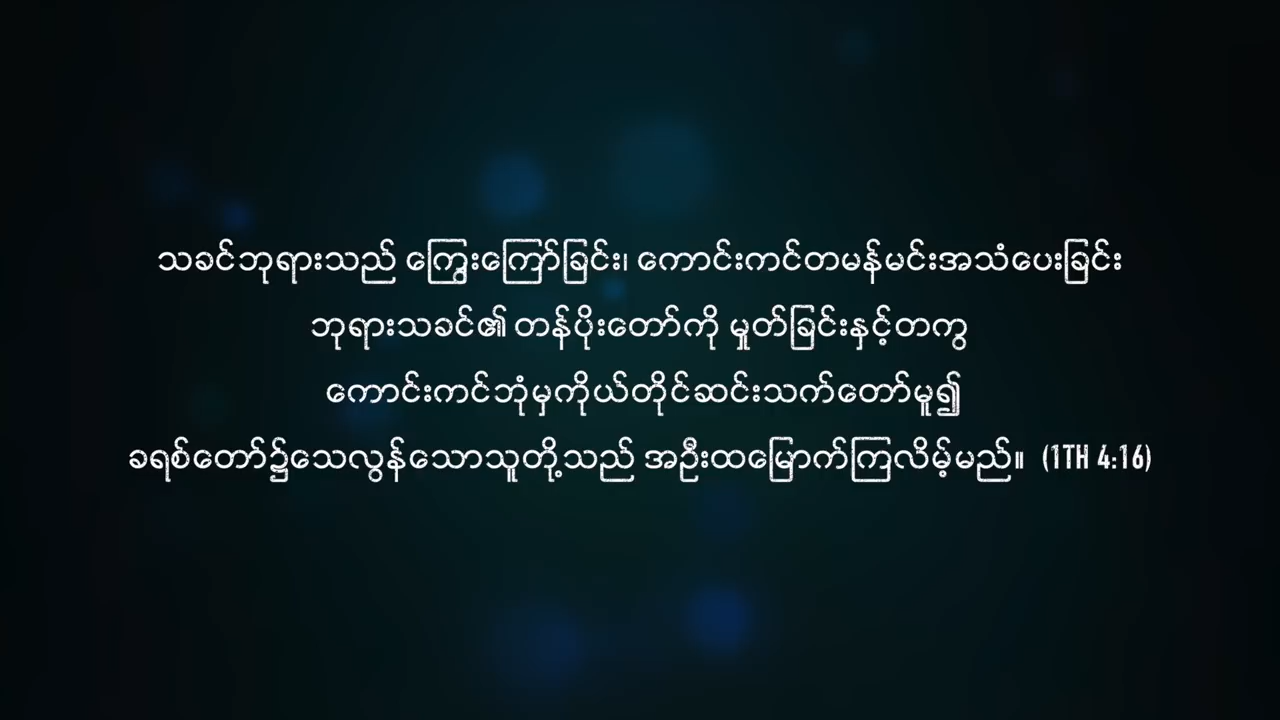 သခင်ဘုရားသည် ကြွေးကြော်ခြင်း၊ ကောင်းကင်တမန်မင်းအသံပေးခြင်း
ဘုရားသခင်၏ တန်ပိုးတော်ကို မှုတ်ခြင်းနှင့်တကွ
ကောင်းကင်ဘုံမှကိုယ်တိုင်ဆင်းသက်တော်မူ၍
ခရစ်တော်၌သေလွန်သောသူတို့သည် အဦးထမြောက်ကြလိမ့်မည်။ (1TH 4:16)